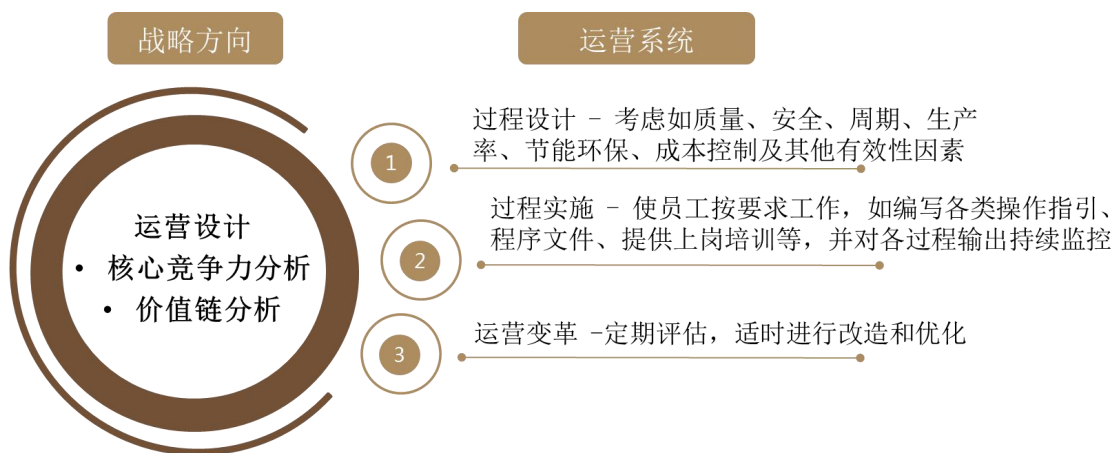 战略方向
运营系统
运营设计
• 核心竞争力分析
• 价值链分析
1
过程设计 – 考虑如质量、安全、周期、生产
率、节能环保、成本控制及其他有效性因素
2
过程实施 – 使员工按要求工作，如编写各类操作指引、
程序文件、提供上岗培训等，并对各过程输出持续监控
3
运营变革 –定期评估，适时进行改造和优化